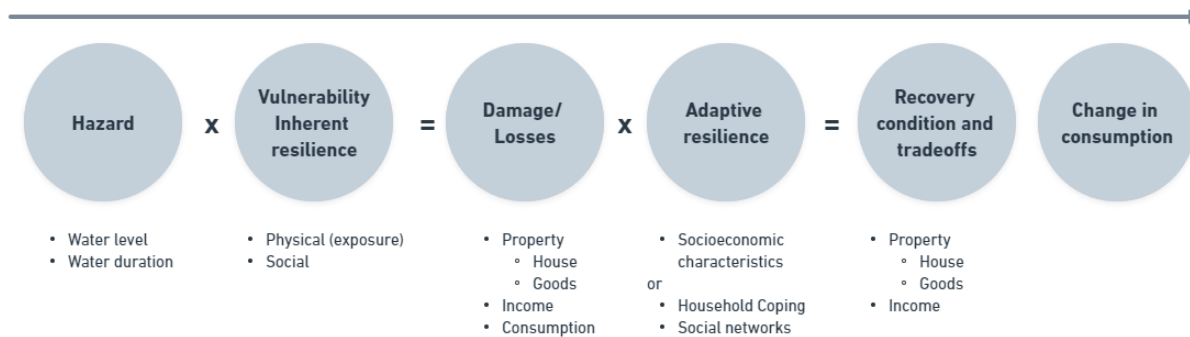 Hazard
x
Vulnerability
Inherent
resilience
=
Damage/
Losses
x
Adaptive
resilience
=
Recovery
condition and
tradeoffs
Change in
consumption
• Water level
• Water duration
• Physical (exposure)
• Social
• Property
◦ House
◦ Goods
• Income
• Consumption
• Socioeconomic
characteristics
or
• Household Coping
• Social networks
• Property
◦ House
◦ Goods
• Income